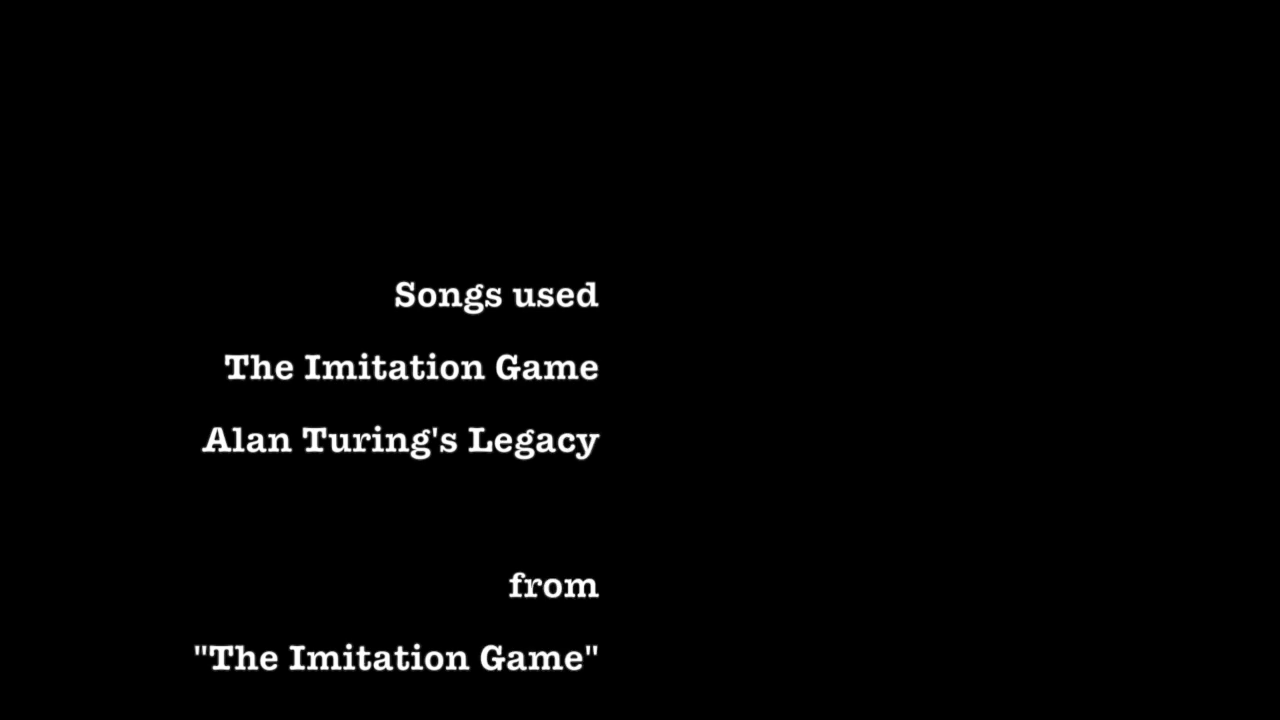 Songs used
The Imitation Game
Alan Turing's Legacy
from
"The Imitation Game"